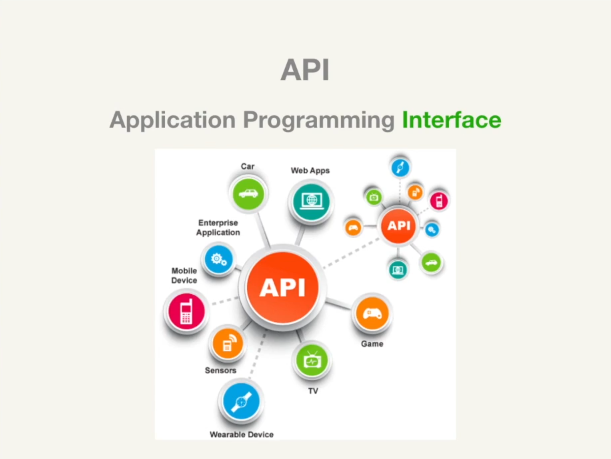 API
Application Programming Interface
Car
Web Apps
Enterprise
Application
API
Mobile
Device
API
Game
Sensors
TV
Wearable Device